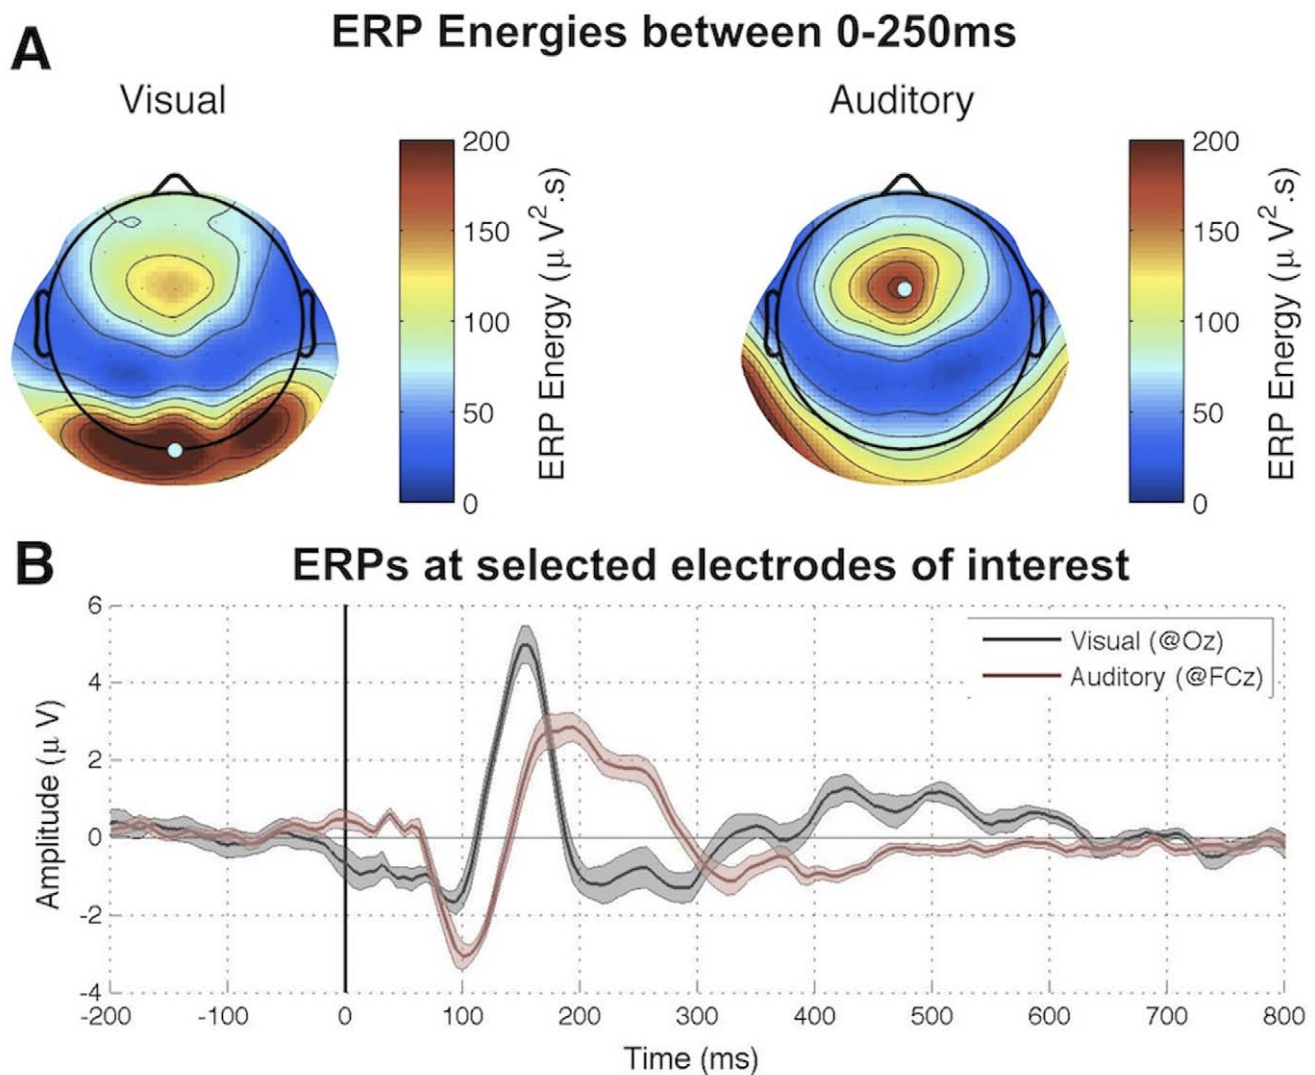 A
ERP Energies between 0-250ms
Visual
Auditory
200
150
100
50
0
ERP Energy (μ V².s)
200
150
100
50
0
ERP Energy (μ V².s)
B
ERPs at selected electrodes of interest
6
4
2
0
-2
-4
Amplitude (μ V)
Visual (@Oz)
Auditory (@FCz)
-200 -100 0 100 200 300 400 500 600 700 800
Time (ms)